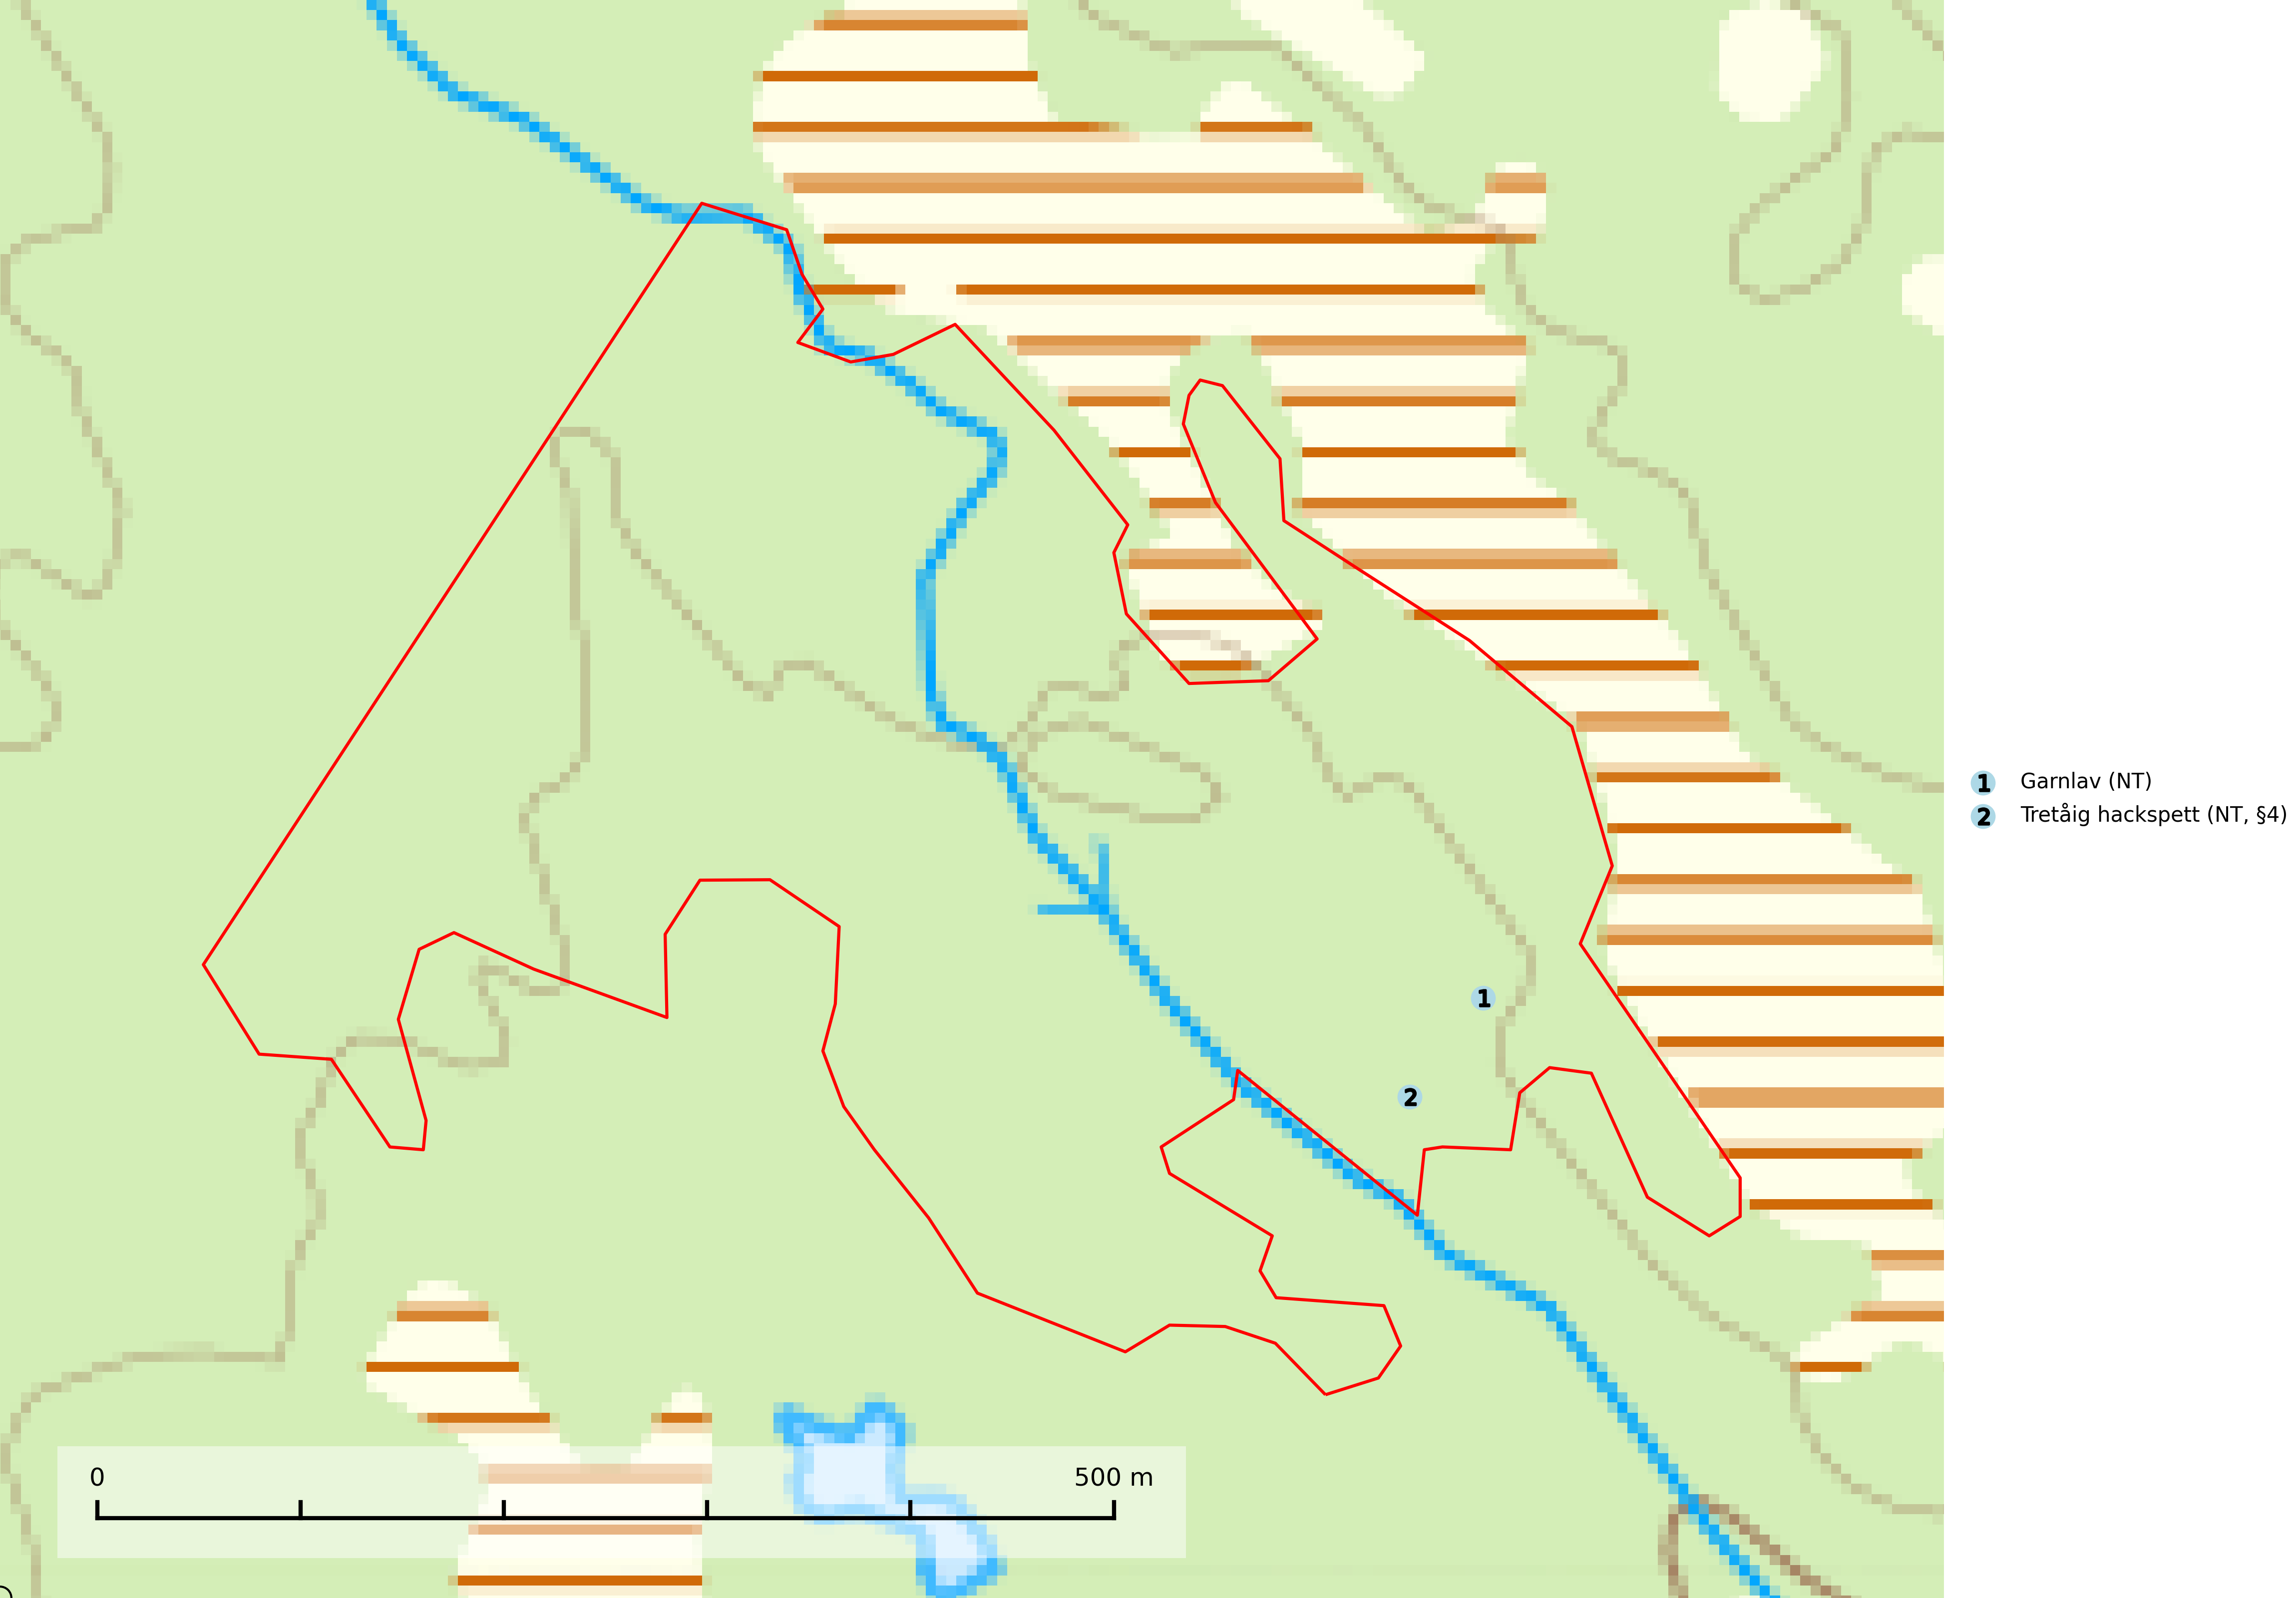 1 Garnlav (NT)
2 Tretåig hackspett (NT, §4)
1
2
0 500 m